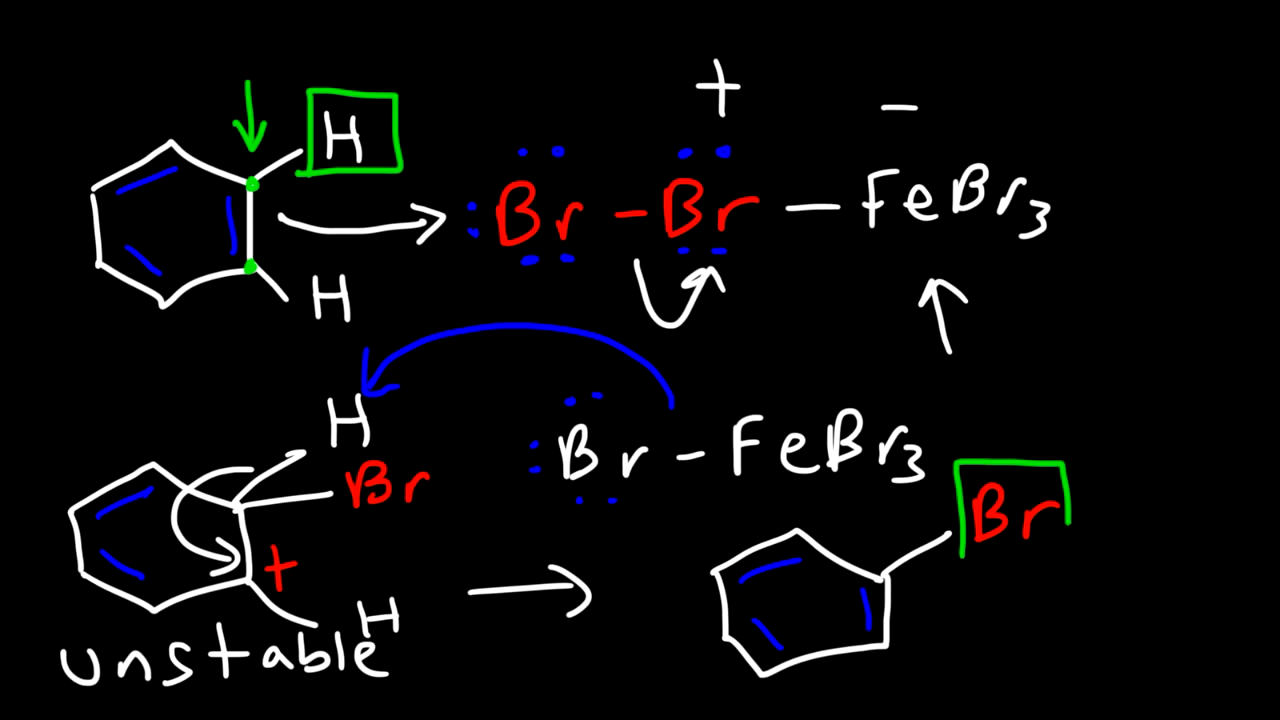 + −
H
Br - Br - FeBr3
H
H
Br
Br - FeBr3
Br
+
H
unstable